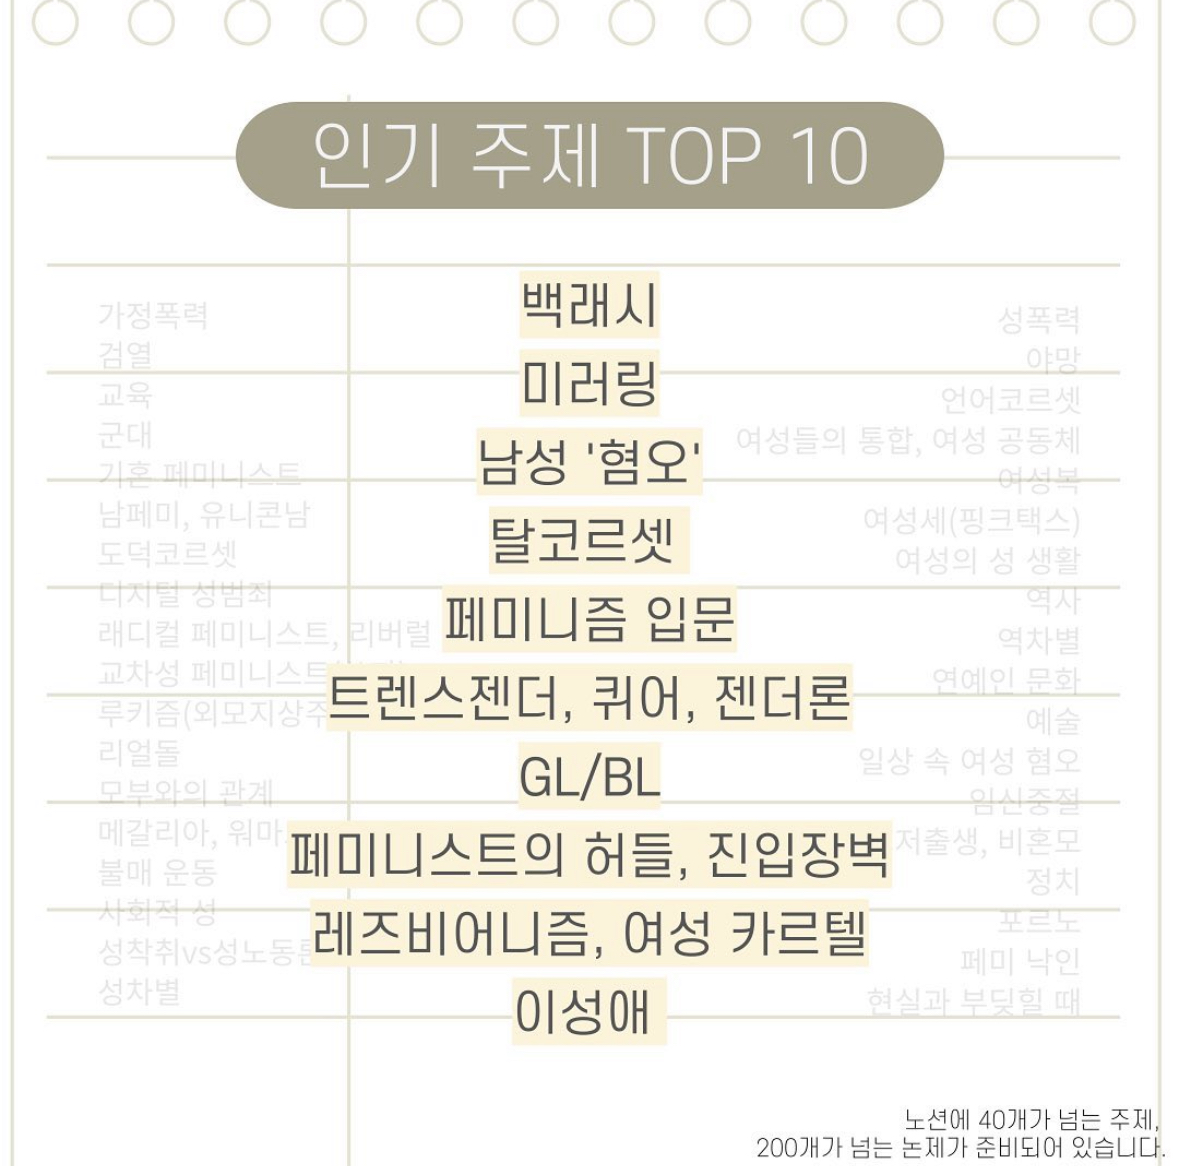 인기 주제 TOP 10
백래시
미러링
남성 '혐오'
탈코르셋
페미니즘 입문
트렌스젠더, 퀴어, 젠더론
GL/BL
페미니스트의 허들, 진입장벽
레즈비어니즘, 여성 카르텔
이성애
가정폭력
검열
교육
군대
기혼 페미니스트
남페미, 유니콘남
도덕코르셋
디지털 성범죄
래디컬 페미니스트, 리버럴
교차성 페미니스트
루키즘(외모지상주
리얼돌
모부와의 관계
메갈리아, 워마
불매 운동
사회적 성
성착취vs성노동론
성차별
성폭력
야망
언어코르셋
여성들의 통합, 여성 공동체
여성복
여성세(핑크택스)
여성의 성 생활
역사
역차별
연예인 문화
예술
일상 속 여성 혐오
임신중절
저출생, 비혼모
정치
포르노
페미 낙인
현실과 부딪힐 때
노션에 40개가 넘는 주제,
200개가 넘는 논제가 준비되어 있습니다.